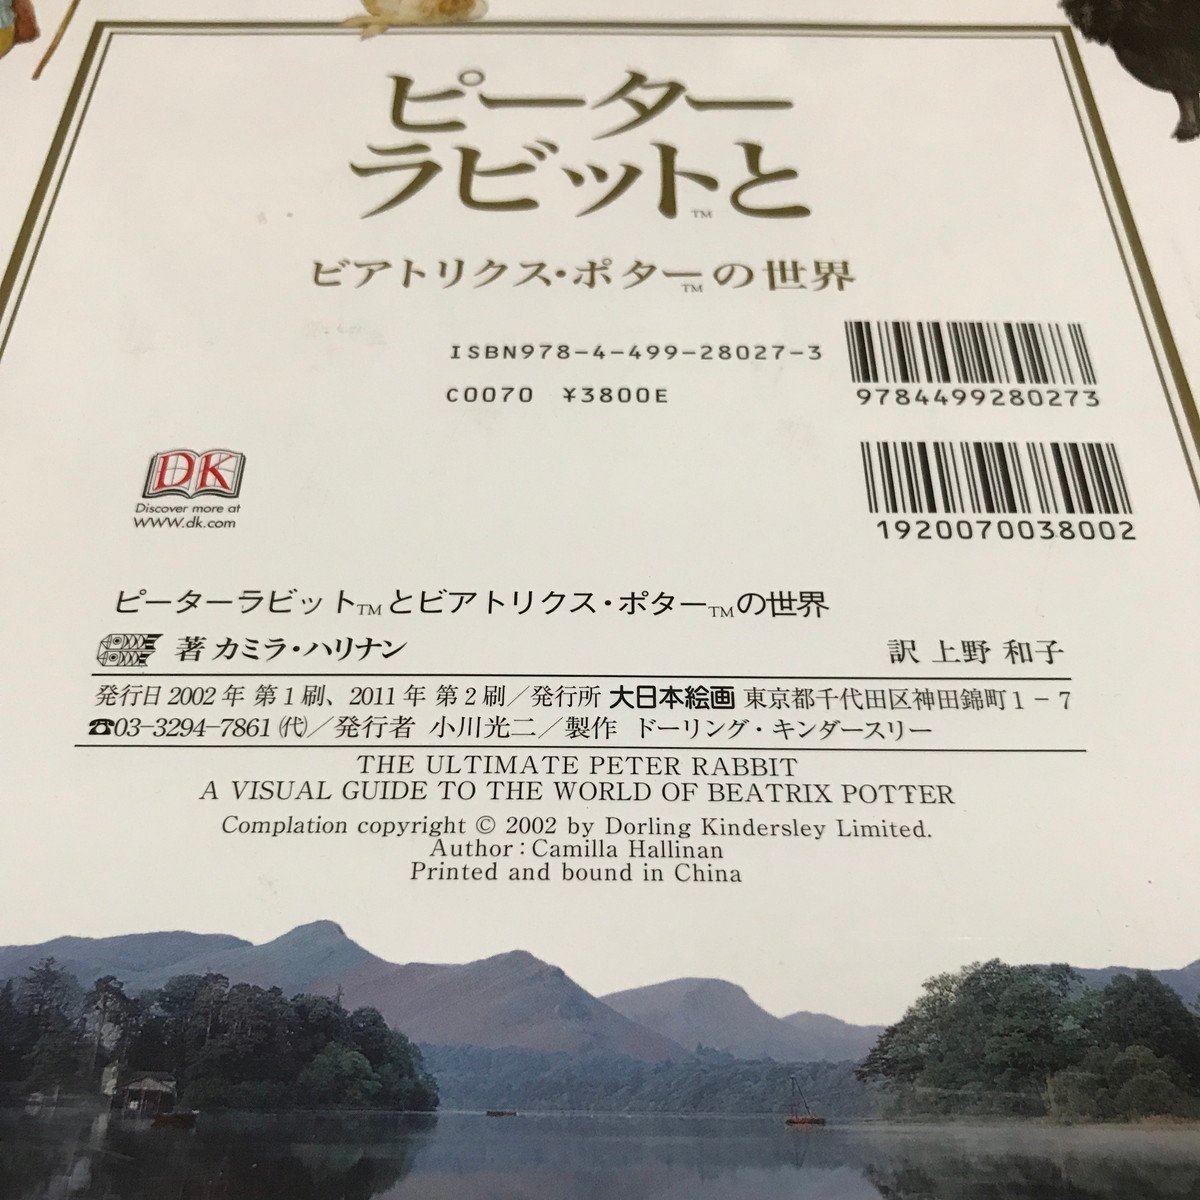 ピーター
ラビット™と
ビアトリクス・ポター™の世界
ISBN978-4-499-28027-3
C0070 ¥3800E
9784499280273
1920070038002
DK
Discover more at
www.dk.com
ピーターラビット™とビアトリクス・ポター™の世界
著 カミラ・ハリナン
訳 上野 和子
発行日 2002年 第1刷、2011年 第2刷／発行所 大日本絵画 東京都千代田区神田錦町1－7
☎03-3294-7861㈹／発行者 小川光二／製作 ドーリング・キンダースリー
THE ULTIMATE PETER RABBIT
A VISUAL GUIDE TO THE WORLD OF BEATRIX POTTER
Complation copyright © 2002 by Dorling Kindersley Limited.
Author：Camilla Hallinan
Printed and bound in China